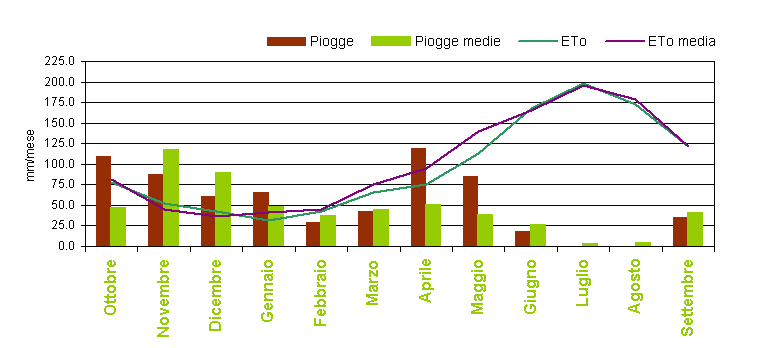 Piogge Piogge medie ETo ETo media
225.0
200.0
175.0
150.0
125.0
100.0
75.0
50.0
25.0
0.0
mm/mese
Ottobre
Novembre
Dicembre
Gennaio
Febbraio
Marzo
Aprile
Maggio
Giugno
Luglio
Agosto
Settembre